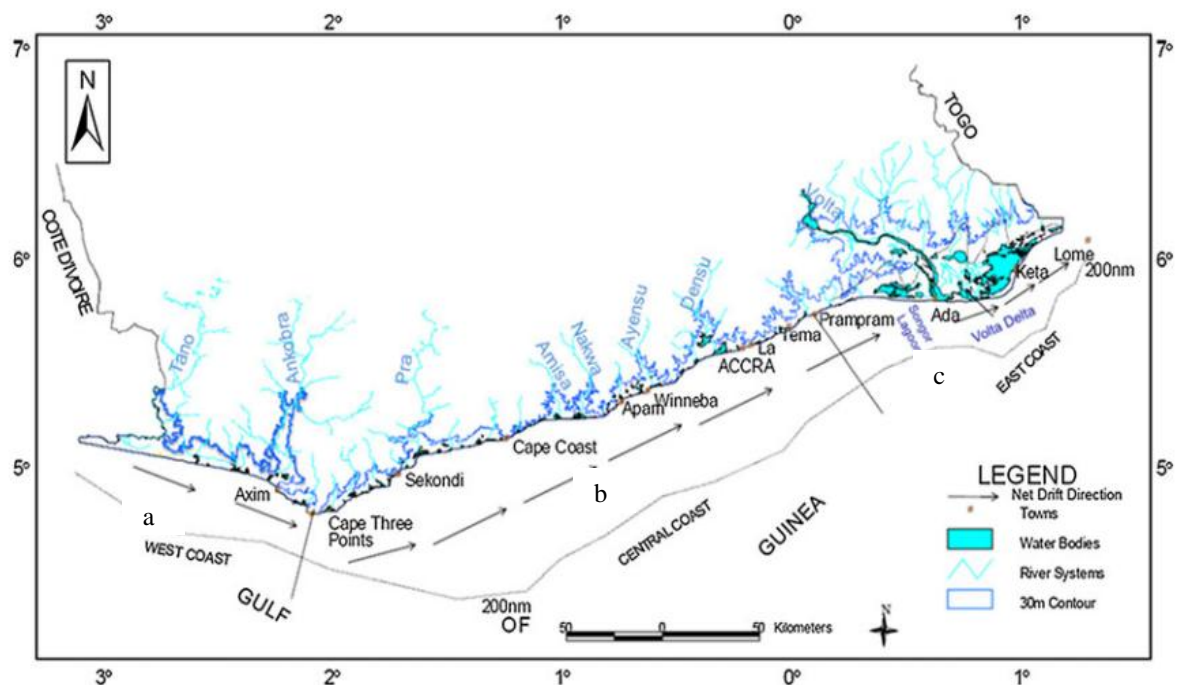 3°
2°
1°
0°
1°
7°
7°
N
TOGO
COTE D'IVOIRE
Volta
6°
6°
Lome
200nm
Keta
Ada
Songor
Lagoon
Volta Delta
Prampram
Tema
La
ACCRA
Densu
Ayensu
Nakwa
Amisa
Pra
Ankobra
Tano
Winneba
Apam
Cape Coast
Sekondi
Axim
Cape Three
Points
5°
5°
a
b
c
WEST COAST
CENTRAL COAST
EAST COAST
GULF
OF
GUINEA
200nm
50
0
50
Kilometers
N
LEGEND
Net Drift Direction
Towns
Water Bodies
River Systems
30m Contour
3°
2°
1°
0°
1°